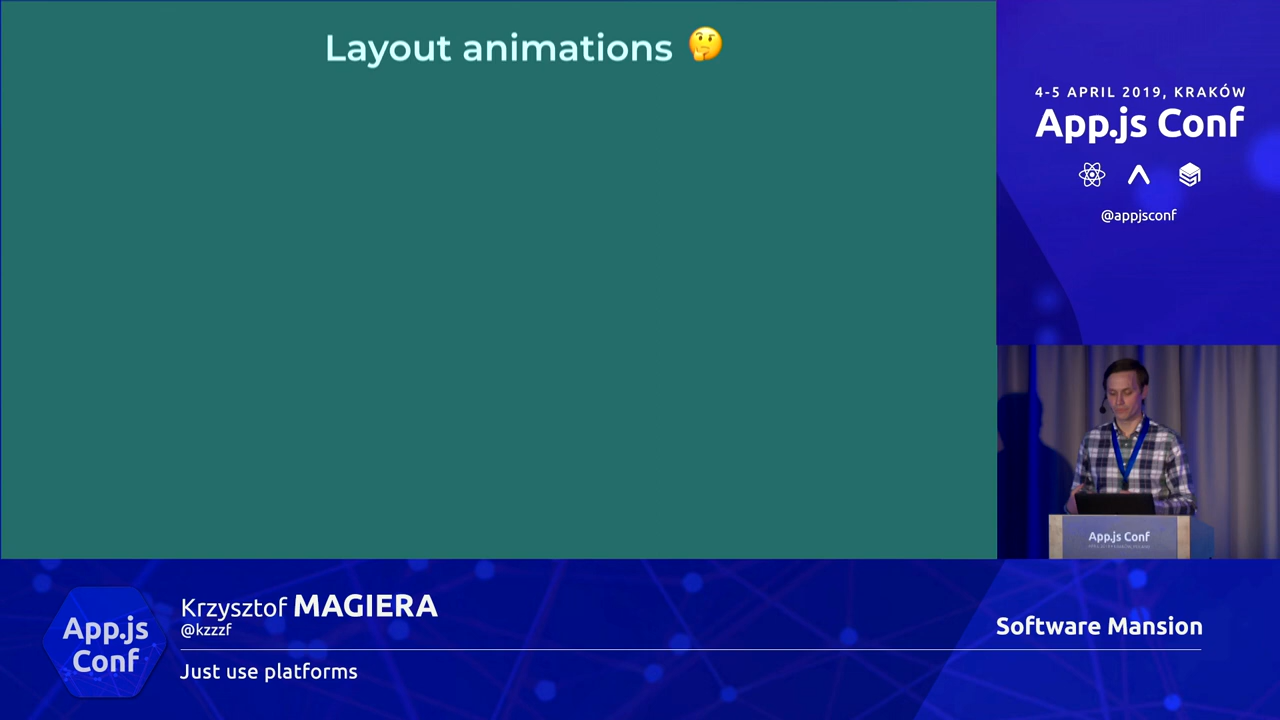 Layout animations 🤔
4-5 APRIL 2019, KRAKÓW
App.js Conf
@appjsconf
App.js Conf
Krzysztof MAGIERA
@kzzzf
Just use platforms
Software Mansion
App.js
Conf